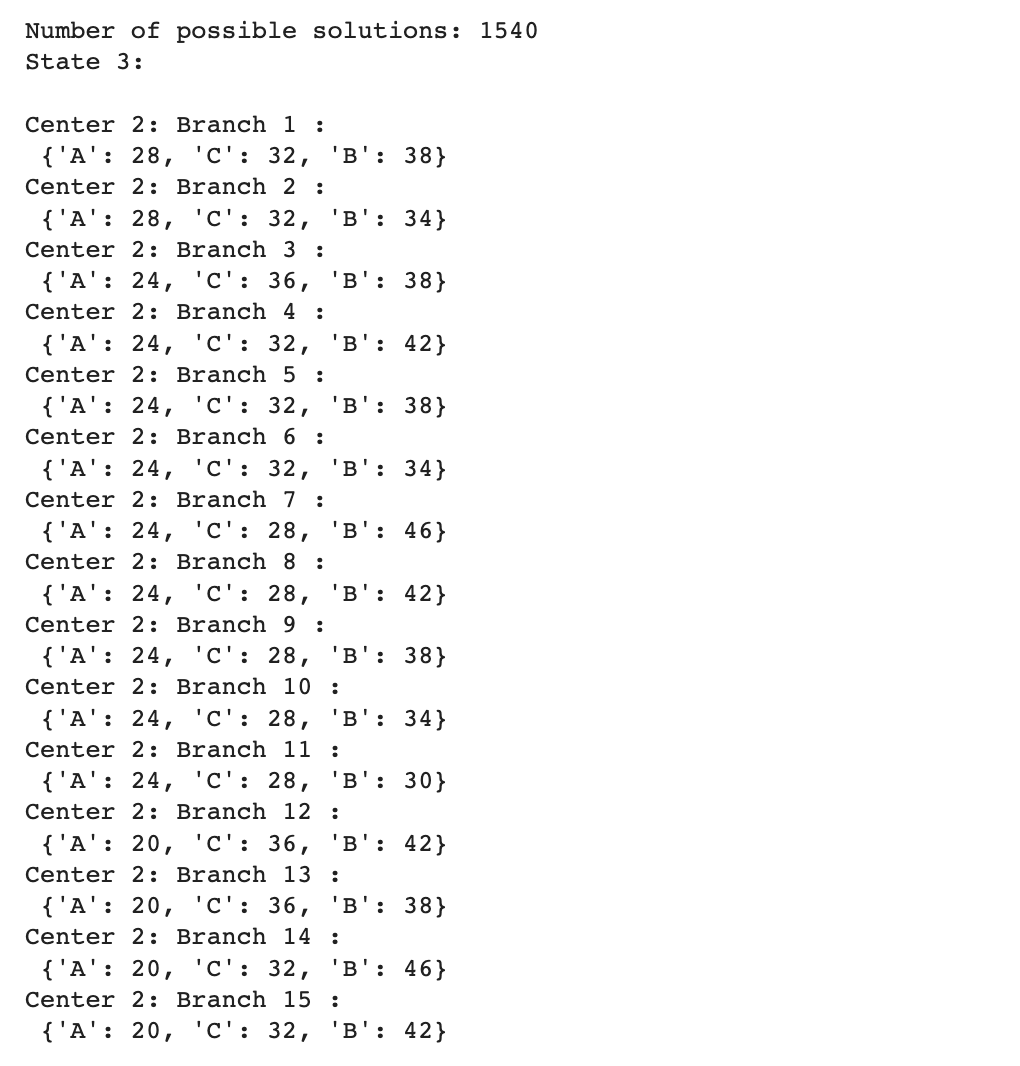 Number of possible solutions: 1540
State 3:
Center 2: Branch 1 :
{'A': 28, 'C': 32, 'B': 38}
Center 2: Branch 2 :
{'A': 28, 'C': 32, 'B': 34}
Center 2: Branch 3 :
{'A': 24, 'C': 36, 'B': 38}
Center 2: Branch 4 :
{'A': 24, 'C': 32, 'B': 42}
Center 2: Branch 5 :
{'A': 24, 'C': 32, 'B': 38}
Center 2: Branch 6 :
{'A': 24, 'C': 32, 'B': 34}
Center 2: Branch 7 :
{'A': 24, 'C': 28, 'B': 46}
Center 2: Branch 8 :
{'A': 24, 'C': 28, 'B': 42}
Center 2: Branch 9 :
{'A': 24, 'C': 28, 'B': 38}
Center 2: Branch 10 :
{'A': 24, 'C': 28, 'B': 34}
Center 2: Branch 11 :
{'A': 24, 'C': 28, 'B': 30}
Center 2: Branch 12 :
{'A': 20, 'C': 36, 'B': 42}
Center 2: Branch 13 :
{'A': 20, 'C': 36, 'B': 38}
Center 2: Branch 14 :
{'A': 20, 'C': 32, 'B': 46}
Center 2: Branch 15 :
{'A': 20, 'C': 32, 'B': 42}